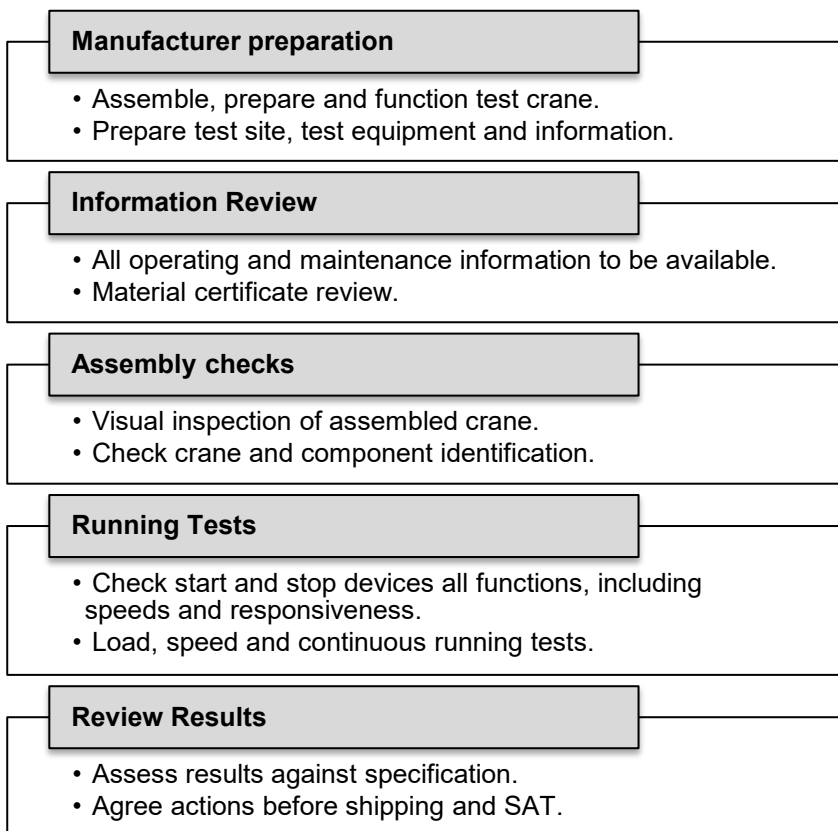 Manufacturer preparation
• Assemble, prepare and function test crane.
• Prepare test site, test equipment and information.
Information Review
• All operating and maintenance information to be available.
• Material certificate review.
Assembly checks
• Visual inspection of assembled crane.
• Check crane and component identification.
Running Tests
• Check start and stop devices all functions, including
speeds and responsiveness.
• Load, speed and continuous running tests.
Review Results
• Assess results against specification.
• Agree actions before shipping and SAT.